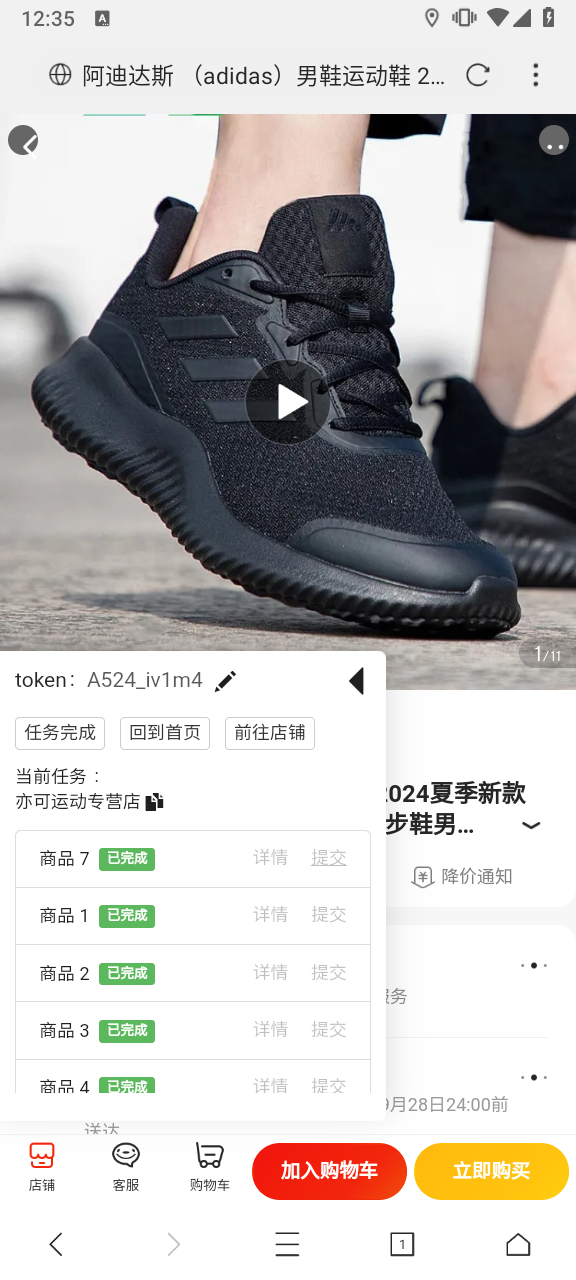 12:35
A
阿迪达斯 （adidas）男鞋运动鞋 2...
1/11
token： A524_iv1m4
任务完成 回到首页 前往店铺
当前任务：
亦可运动专营店
2024夏季新款
步鞋男...
降价通知
商品 7 已完成 详情 提交
商品 1 已完成 详情 提交
商品 2 已完成 详情 提交
服务
商品 3 已完成 详情 提交
商品 4 已完成 详情 提交
9月28日24:00前
送达
店铺 客服 购物车 加入购物车 立即购买
1